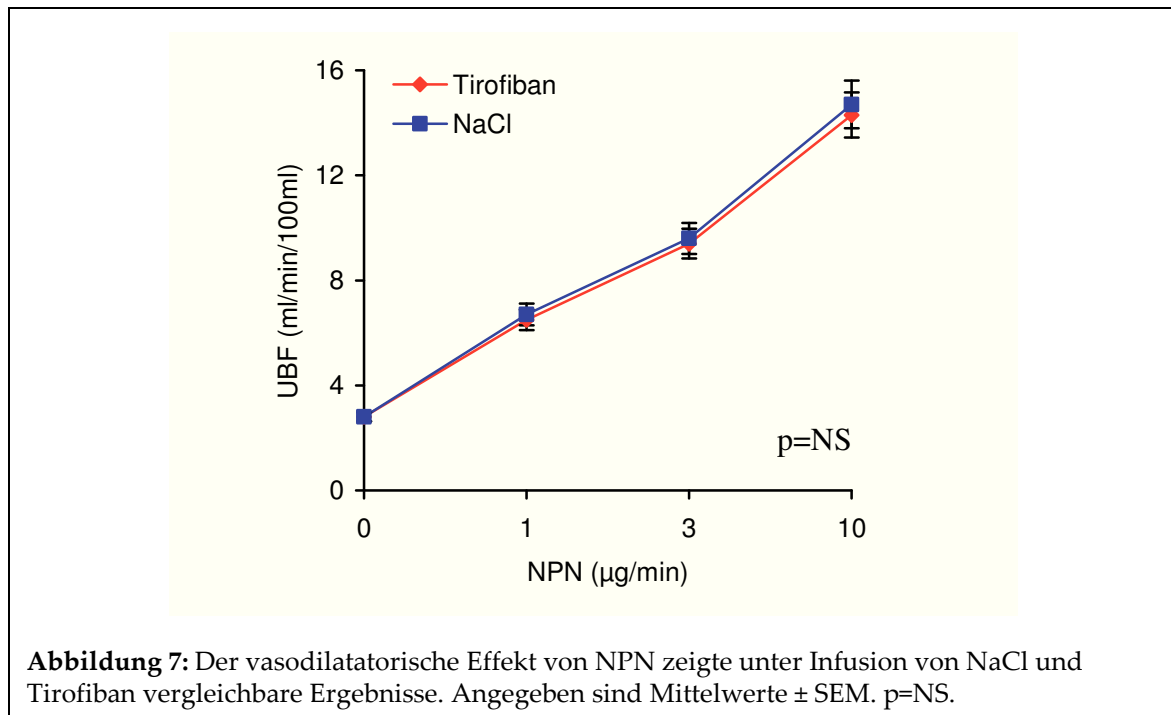 16
Tirofiban
NaCl
12
UBF (ml/min/100ml)
8
4
p=NS
0
0 1 3 10
NPN (µg/min)
Abbildung 7: Der vasodilatatorische Effekt von NPN zeigte unter Infusion von NaCl und
Tirofiban vergleichbare Ergebnisse. Angegeben sind Mittelwerte ± SEM. p=NS.